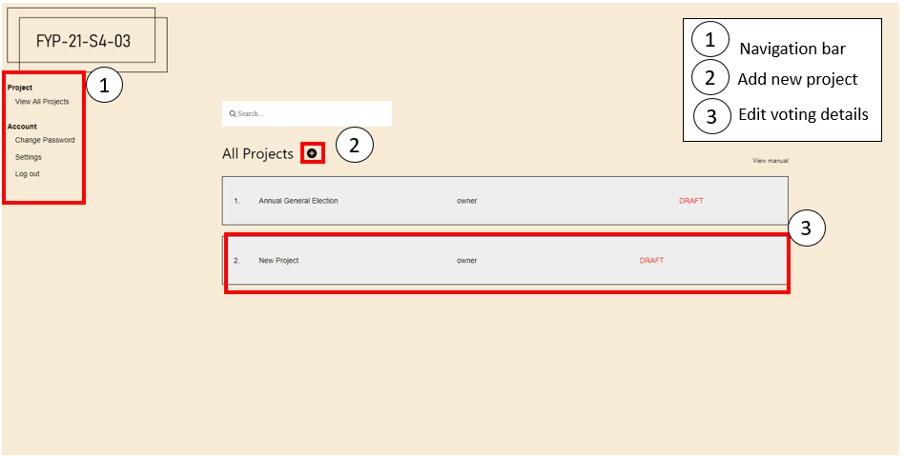 FYP-21-S4-03
1 Navigation bar
2 Add new project
3 Edit voting details
Project
View All Projects
Account
Change Password
Settings
Log out
1
Search...
All Projects
2
View manual
1. Annual General Election owner DRAFT
3
2. New Project owner DRAFT